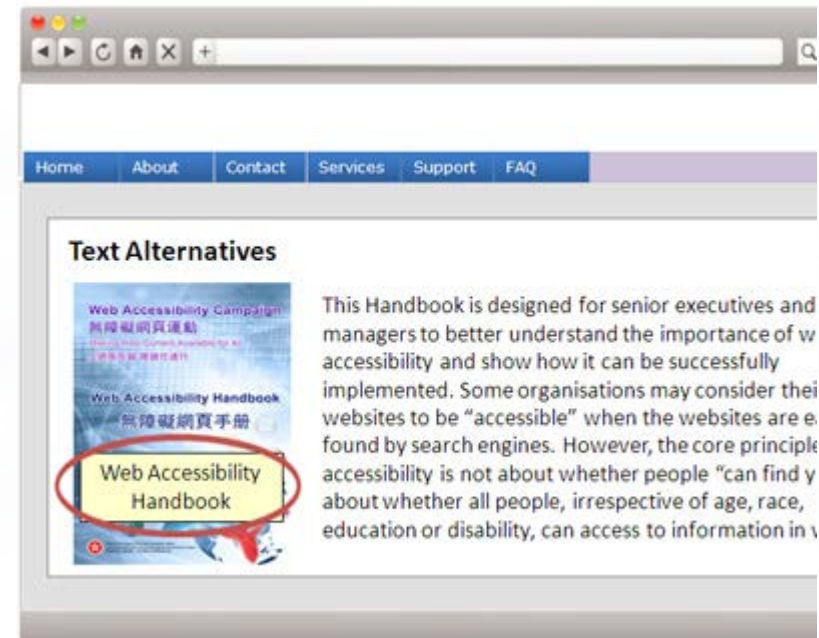 Home About Contact Services Support FAQ
Text Alternatives
Web Accessibility Campaign
無障礙網頁運動
Web Accessibility Handbook
無障礙網頁手冊
Web Accessibility
Handbook
This Handbook is designed for senior executives and
managers to better understand the importance of w
accessibility and show how it can be successfully
implemented. Some organisations may consider thei
websites to be “accessible” when the websites are e
found by search engines. However, the core principle
accessibility is not about whether people “can find y
about whether all people, irrespective of age, race,
education or disability, can access to information in